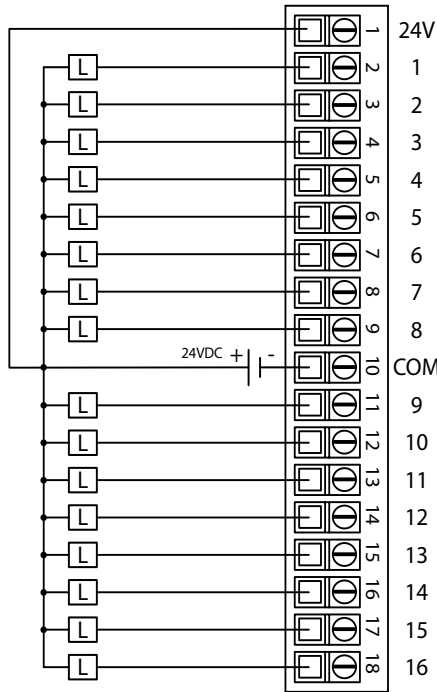 1 24V
L 2 1
L 3 2
L 4 3
L 5 4
L 6 5
L 7 6
L 8 7
L 9 8
24VDC + - 10 COM
L 11 9
L 12 10
L 13 11
L 14 12
L 15 13
L 16 14
L 17 15
L 18 16